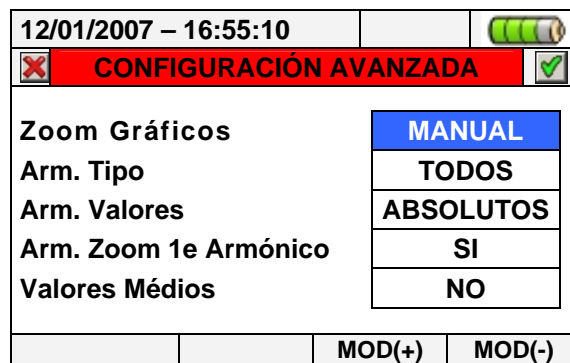 12/01/2007 – 16:55:10
CONFIGURACIÓN AVANZADA
Zoom Gráficos MANUAL
Arm. Tipo TODOS
Arm. Valores ABSOLUTOS
Arm. Zoom 1e Armónico SI
Valores Médios NO
MOD(+) MOD(-)